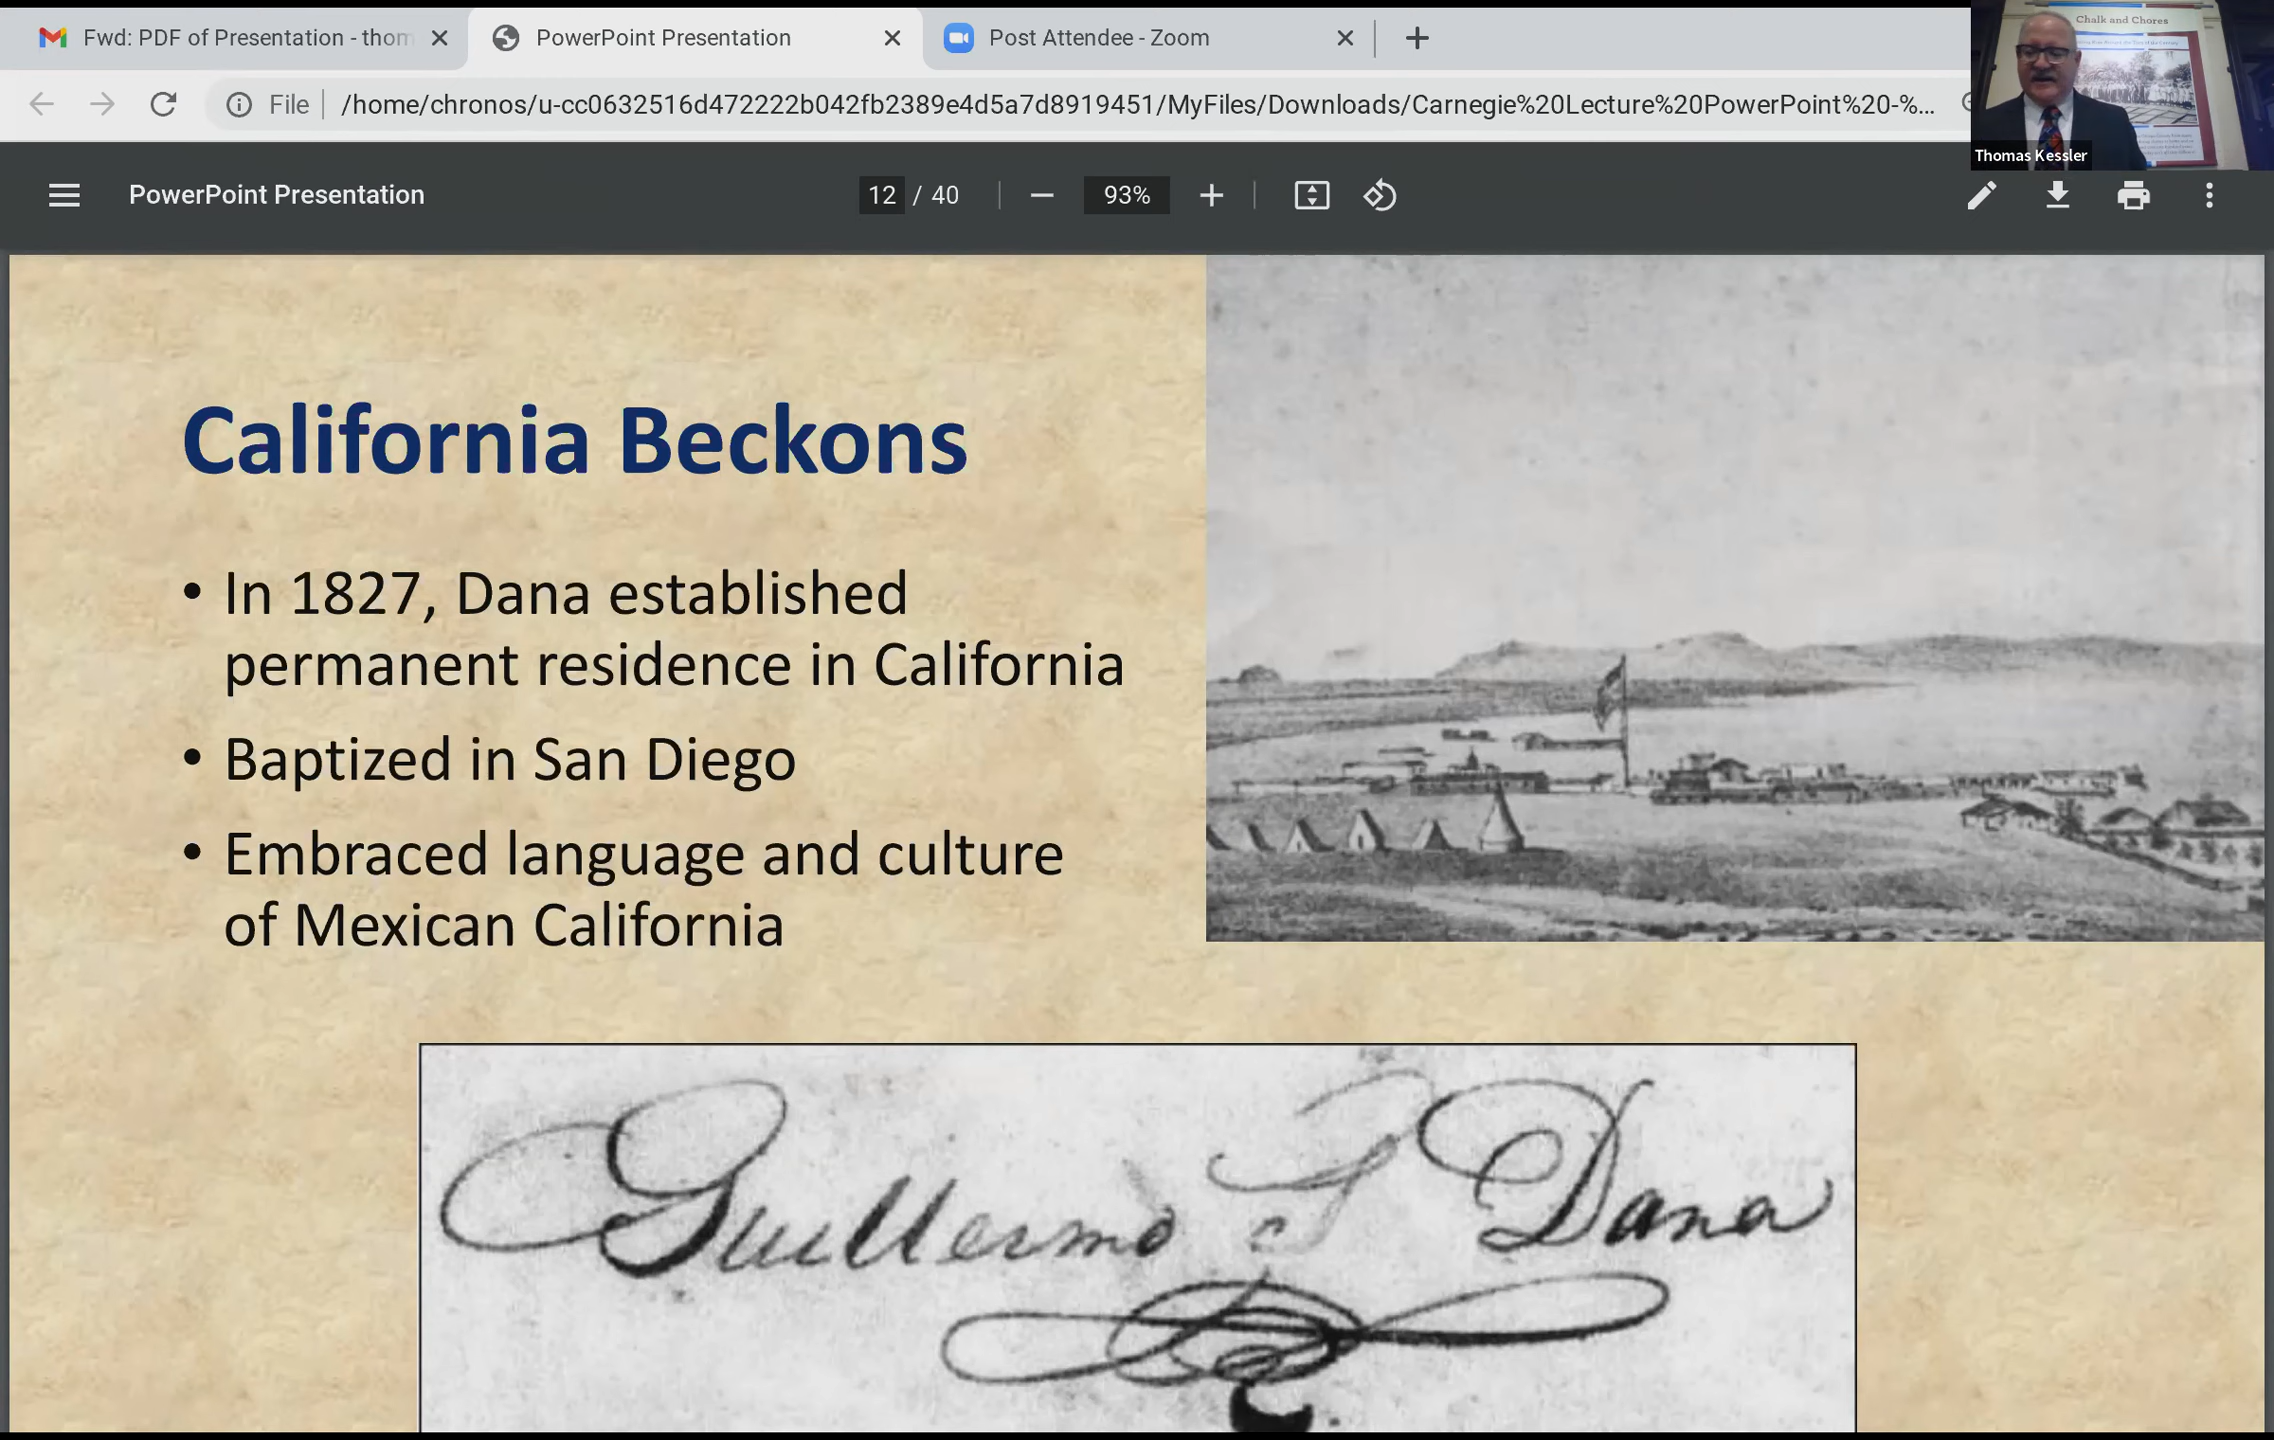 Fwd: PDF of Presentation - thom
PowerPoint Presentation
Post Attendee - Zoom
File
/home/chronos/u-cc0632516d472222b042fb2389e4d5a7d8919451/MyFiles/Downloads/Carnegie%20Lecture%20PowerPoint%20-%...
Chalk and Chores
Thomas Kessler
PowerPoint Presentation
12 / 40
93%
California Beckons
• In 1827, Dana established
permanent residence in California
• Baptized in San Diego
• Embraced language and culture
of Mexican California
Guillermo G Dana